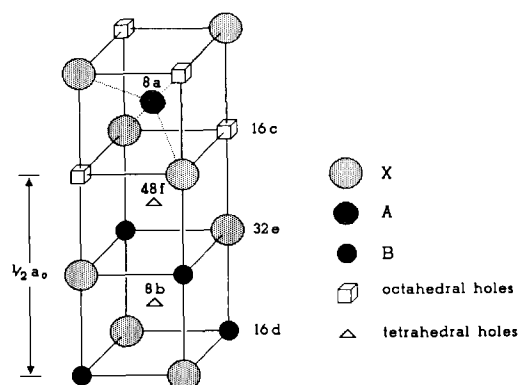 8a
16c
48f
32e
½ a₀
8b
16d
X
A
B
octahedral holes
tetrahedral holes